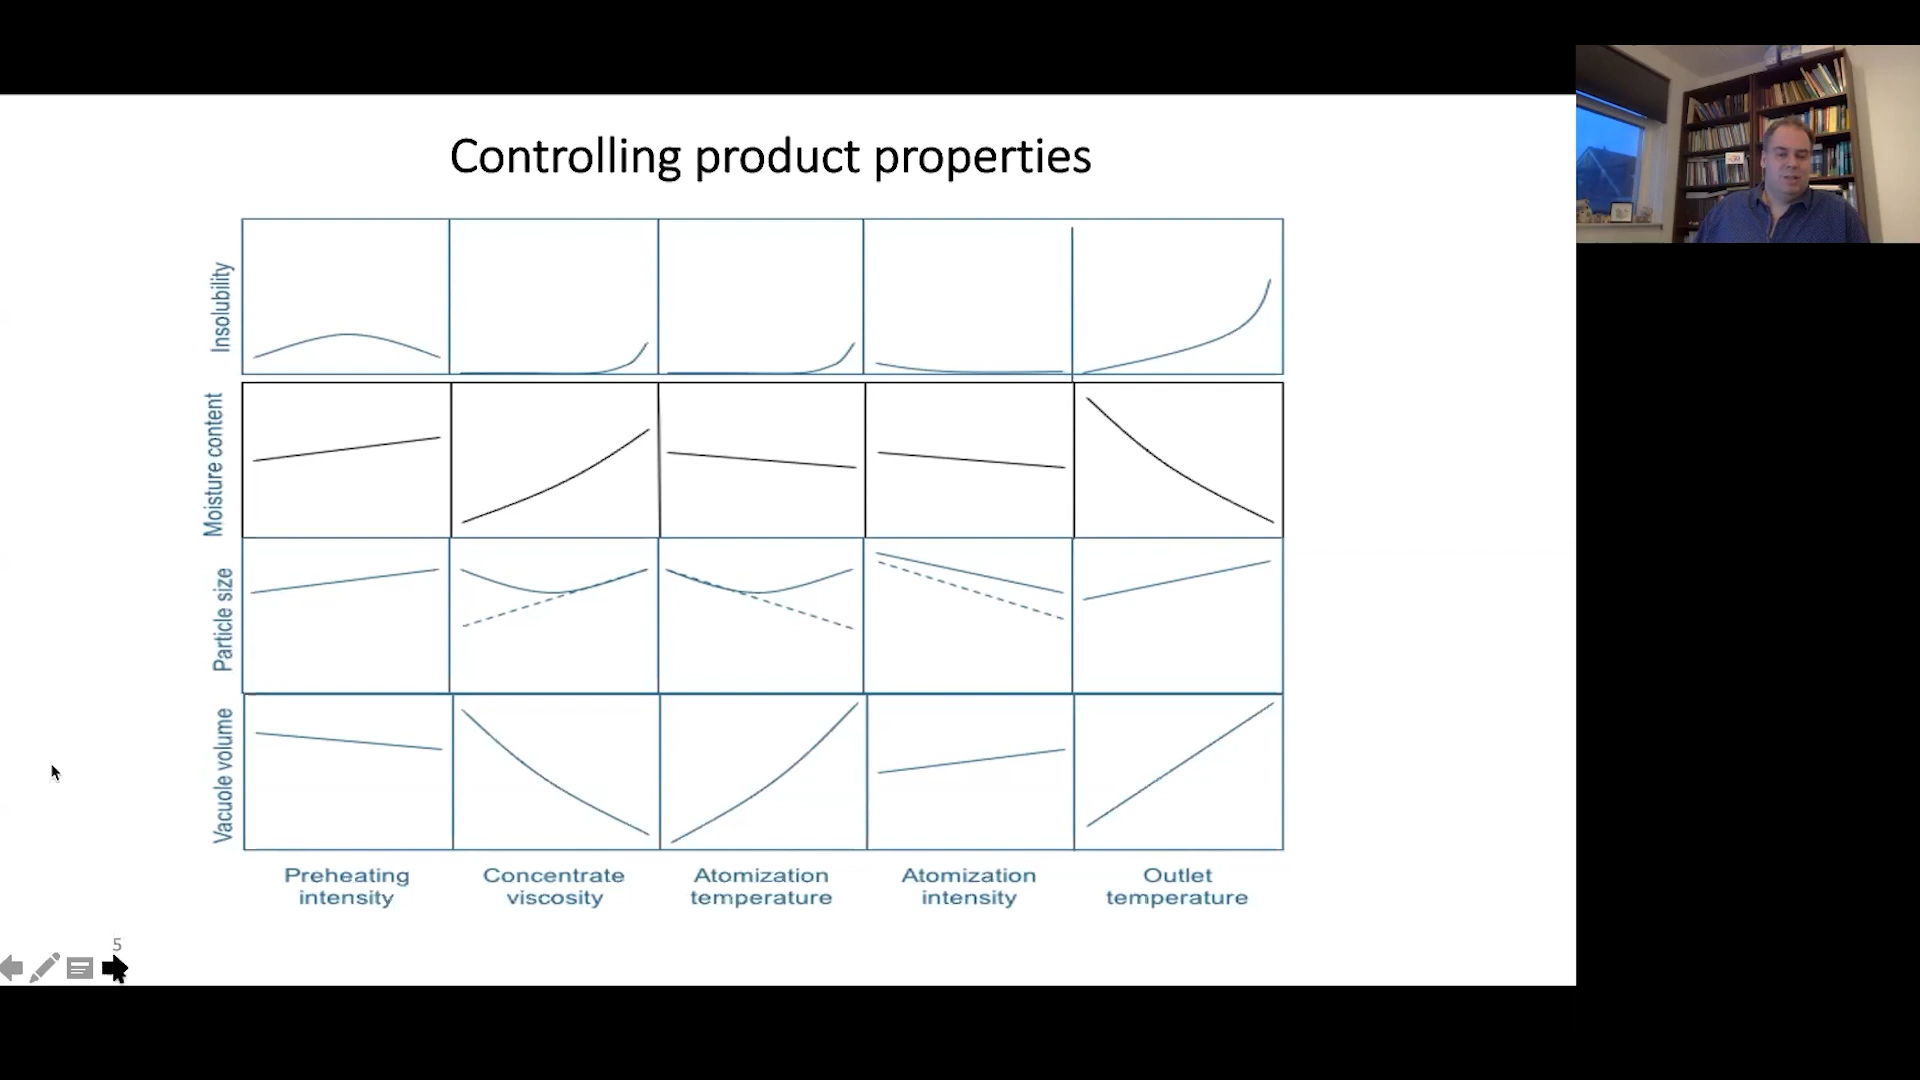 Controlling product properties
Insolubility
Moisture content
Particle size
Vacuole volume
Preheating
intensity
Concentrate
viscosity
Atomization
temperature
Atomization
intensity
Outlet
temperature
5